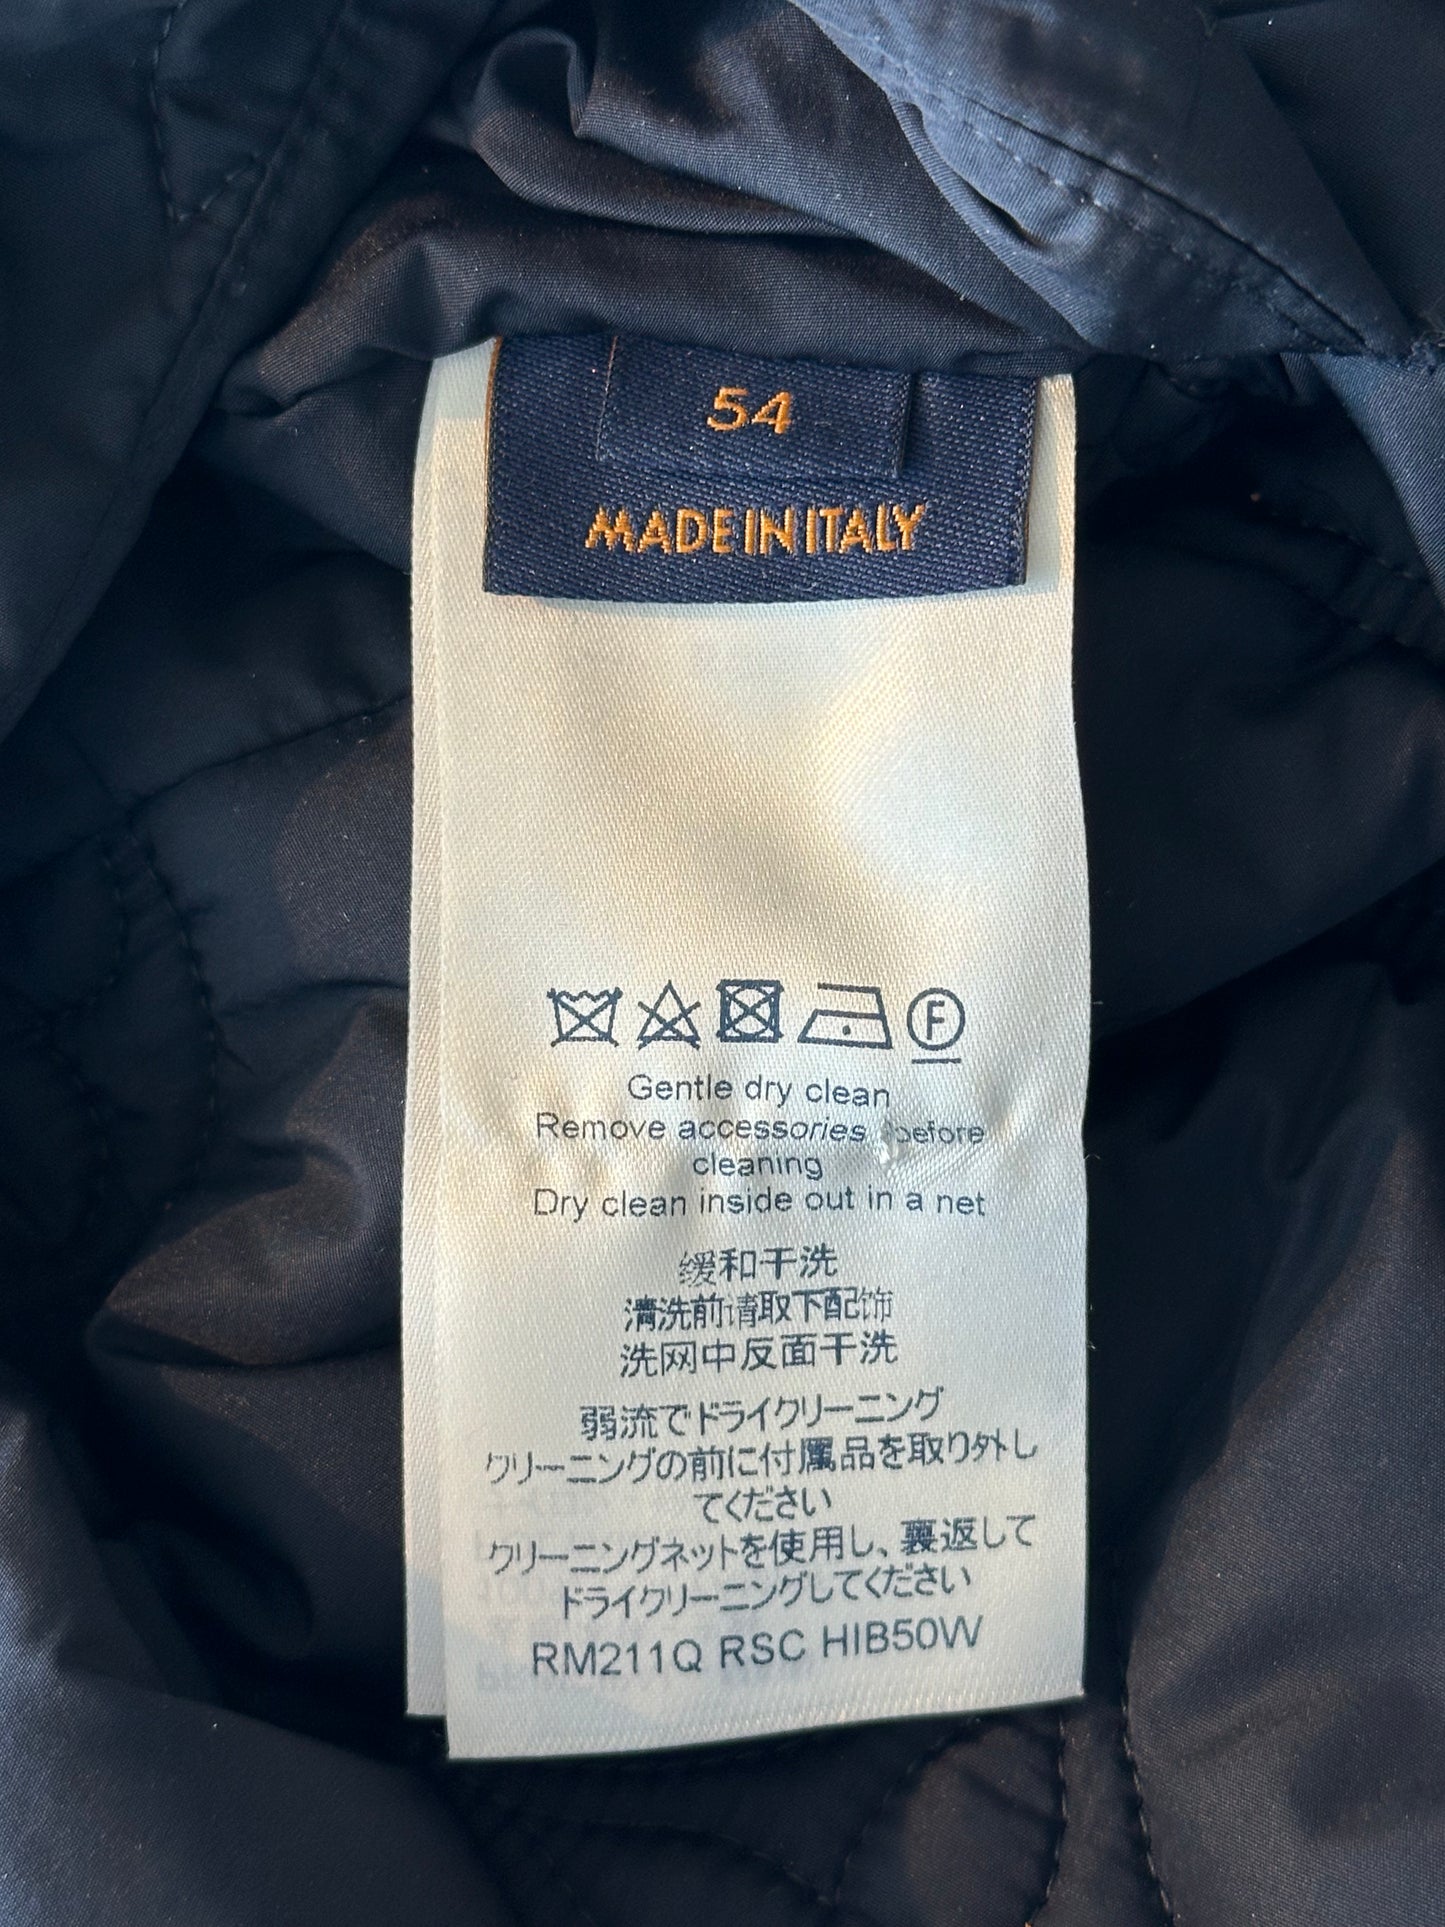 54
MADE IN ITALY
F
Gentle dry clean
Remove accessories before
cleaning
Dry clean inside out in a net
缓和干洗
清洗前请取下配饰
洗网中反面干洗
弱流でドライクリーニング
クリーニングの前に付属品を取り外し
てください
クリーニングネットを使用し、裏返して
ドライクリーニングしてください
RM211Q RSC HIB50W